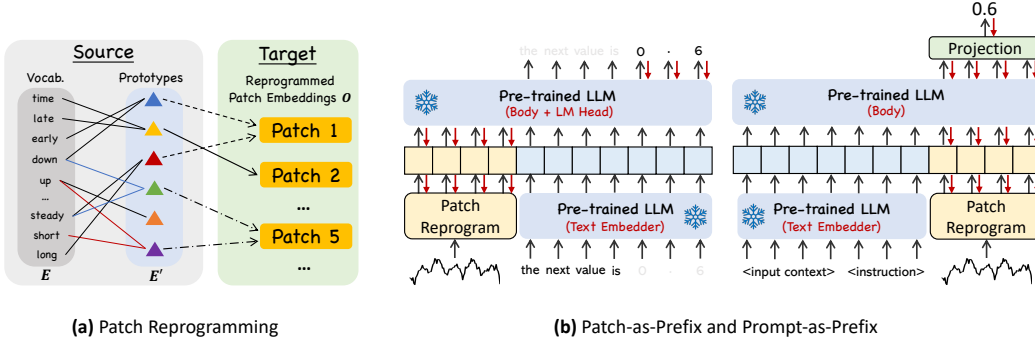 Source
Target
Vocab.
Prototypes
Reprogrammed
Patch Embeddings O
time
late
early
down
up
...
steady
short
long
E
E′
Patch 1
Patch 2
...
Patch 5
...
(a) Patch Reprogramming
the next value is 0 . 6
Pre-trained LLM
(Body + LM Head)
Patch
Reprogram
Pre-trained LLM
(Text Embedder)
the next value is 0 . 6
0.6
Projection
Pre-trained LLM
(Body)
Pre-trained LLM
(Text Embedder)
Patch
Reprogram
<input context> <instruction>
(b) Patch-as-Prefix and Prompt-as-Prefix